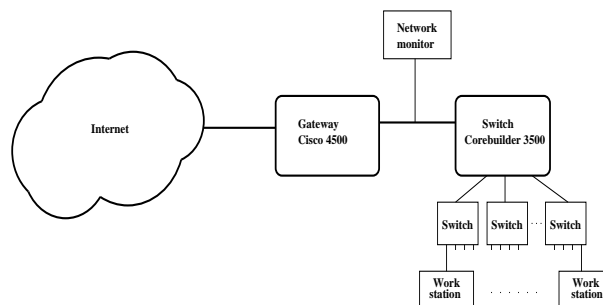 Network
monitor
Internet
Gateway
Cisco 4500
Switch
Corebuilder 3500
Switch
Switch
Switch
Work
station
Work
station